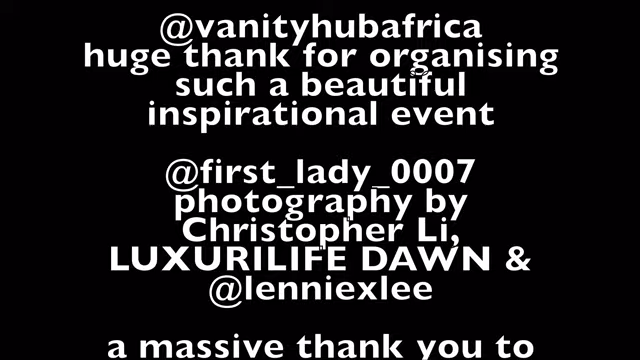 @vanityhubafrica
huge thank for organising
such a beautiful
inspirational event
@first_lady_0007
photography by
Christopher Li,
LUXURILIFE DAWN &
@lenniexlee
a massive thank you to